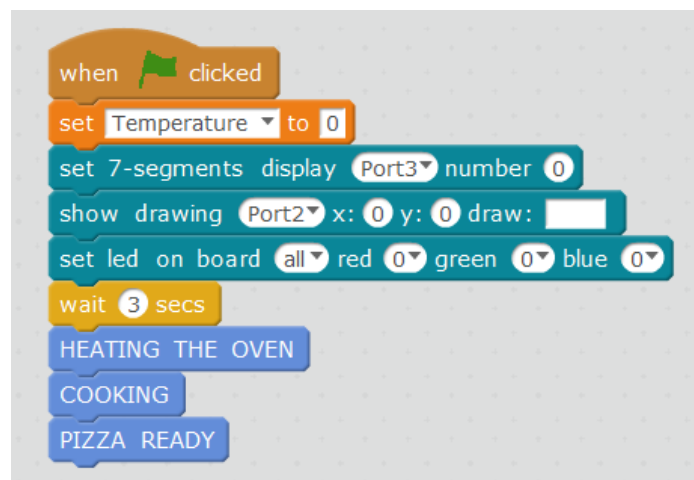 when clicked
set Temperature to 0
set 7-segments display Port3 number 0
show drawing Port2 x: 0 y: 0 draw:
set led on board all red 0 green 0 blue 0
wait 3 secs
HEATING THE OVEN
COOKING
PIZZA READY